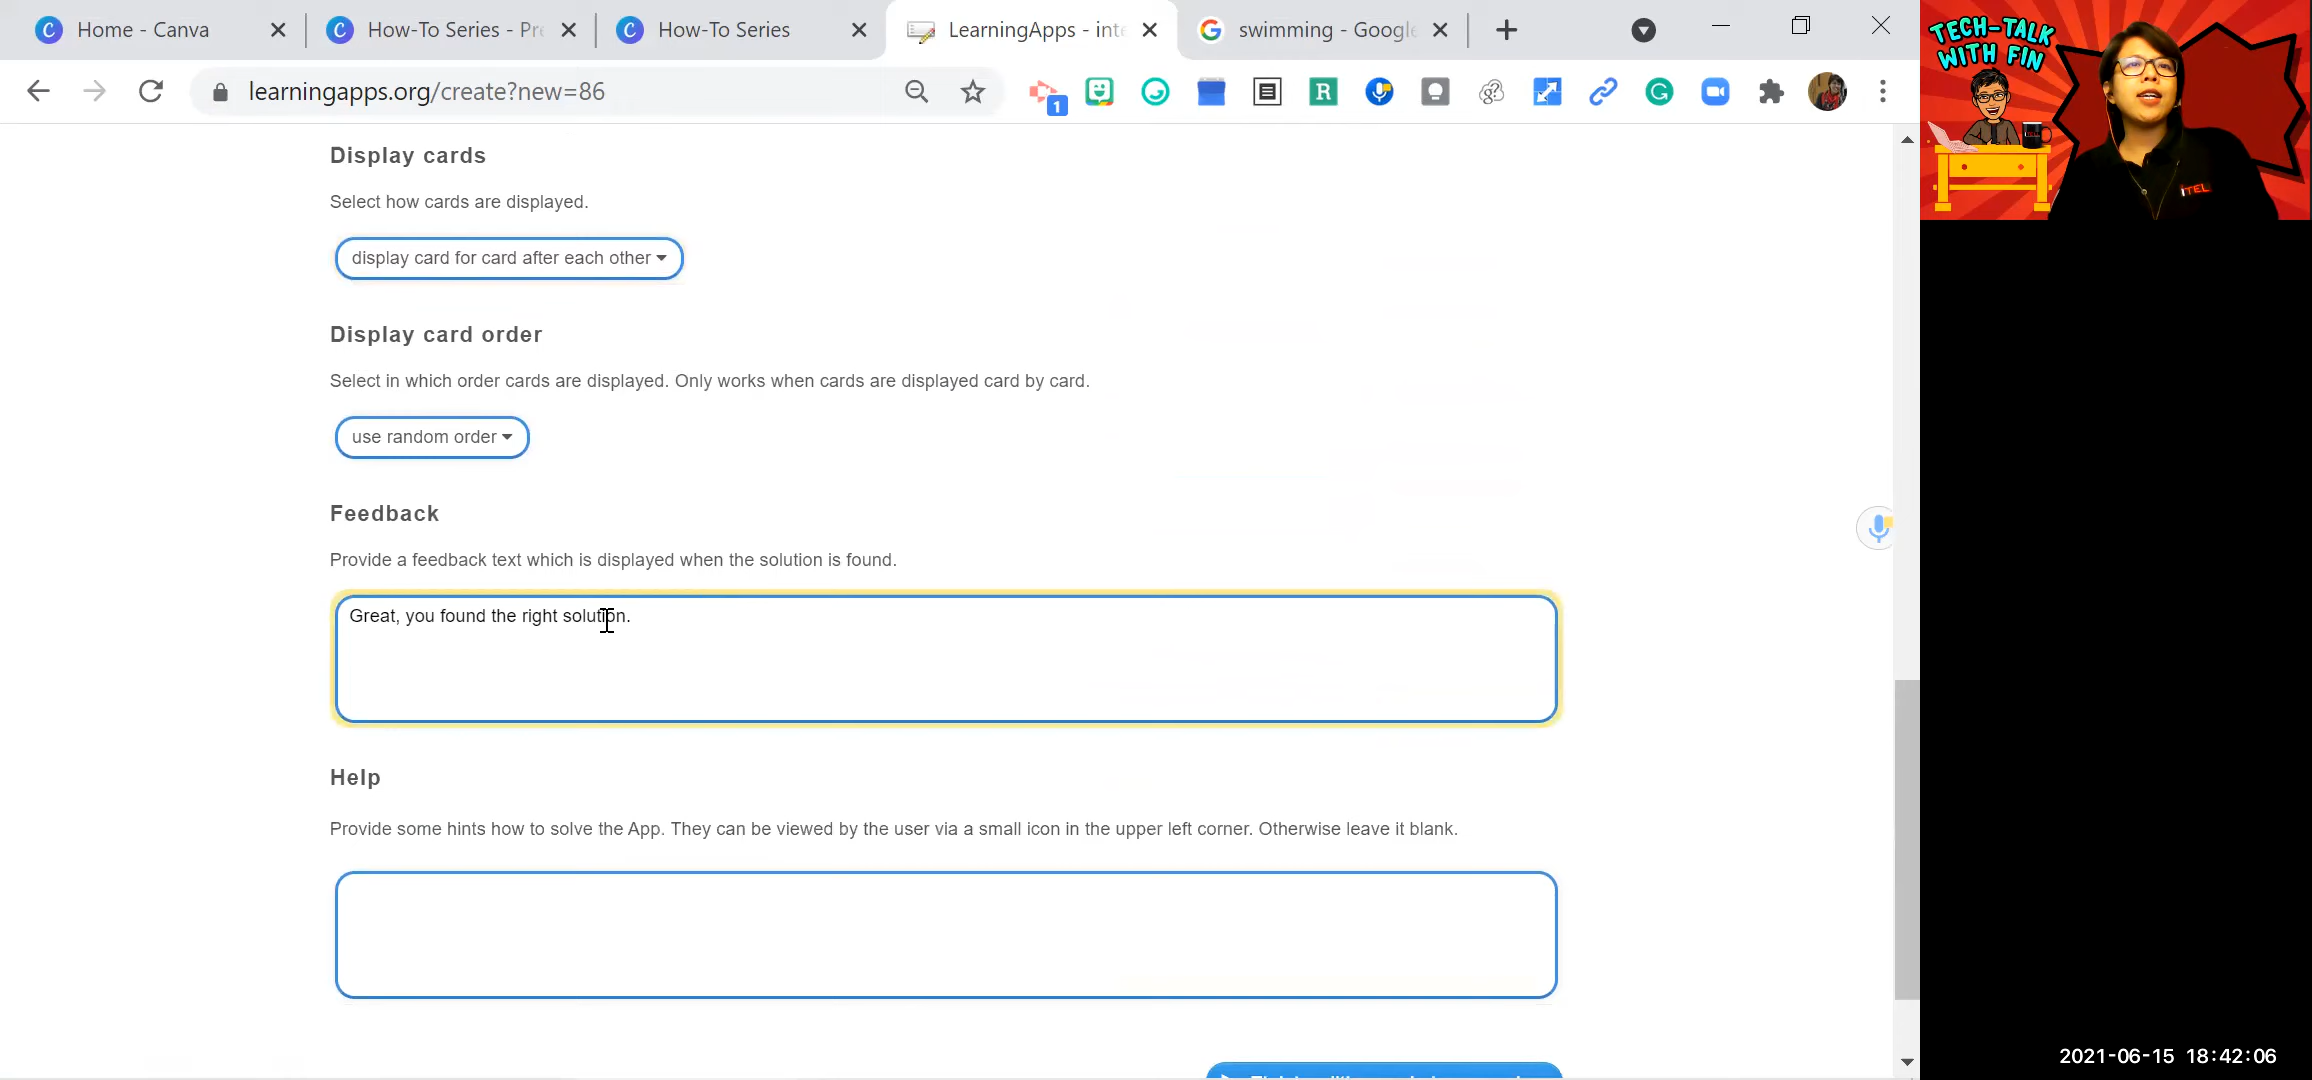 Home - Canva
How-To Series - Pre
How-To Series
LearningApps - inte
swimming - Google
learningapps.org/create?new=86
1
TECH-TALK
WITH FIN
iTEL
Display cards
Select how cards are displayed.
display card for card after each other
Display card order
Select in which order cards are displayed. Only works when cards are displayed card by card.
use random order
Feedback
Provide a feedback text which is displayed when the solution is found.
Great, you found the right solution.
Help
Provide some hints how to solve the App. They can be viewed by the user via a small icon in the upper left corner. Otherwise leave it blank.
2021-06-15 18:42:06